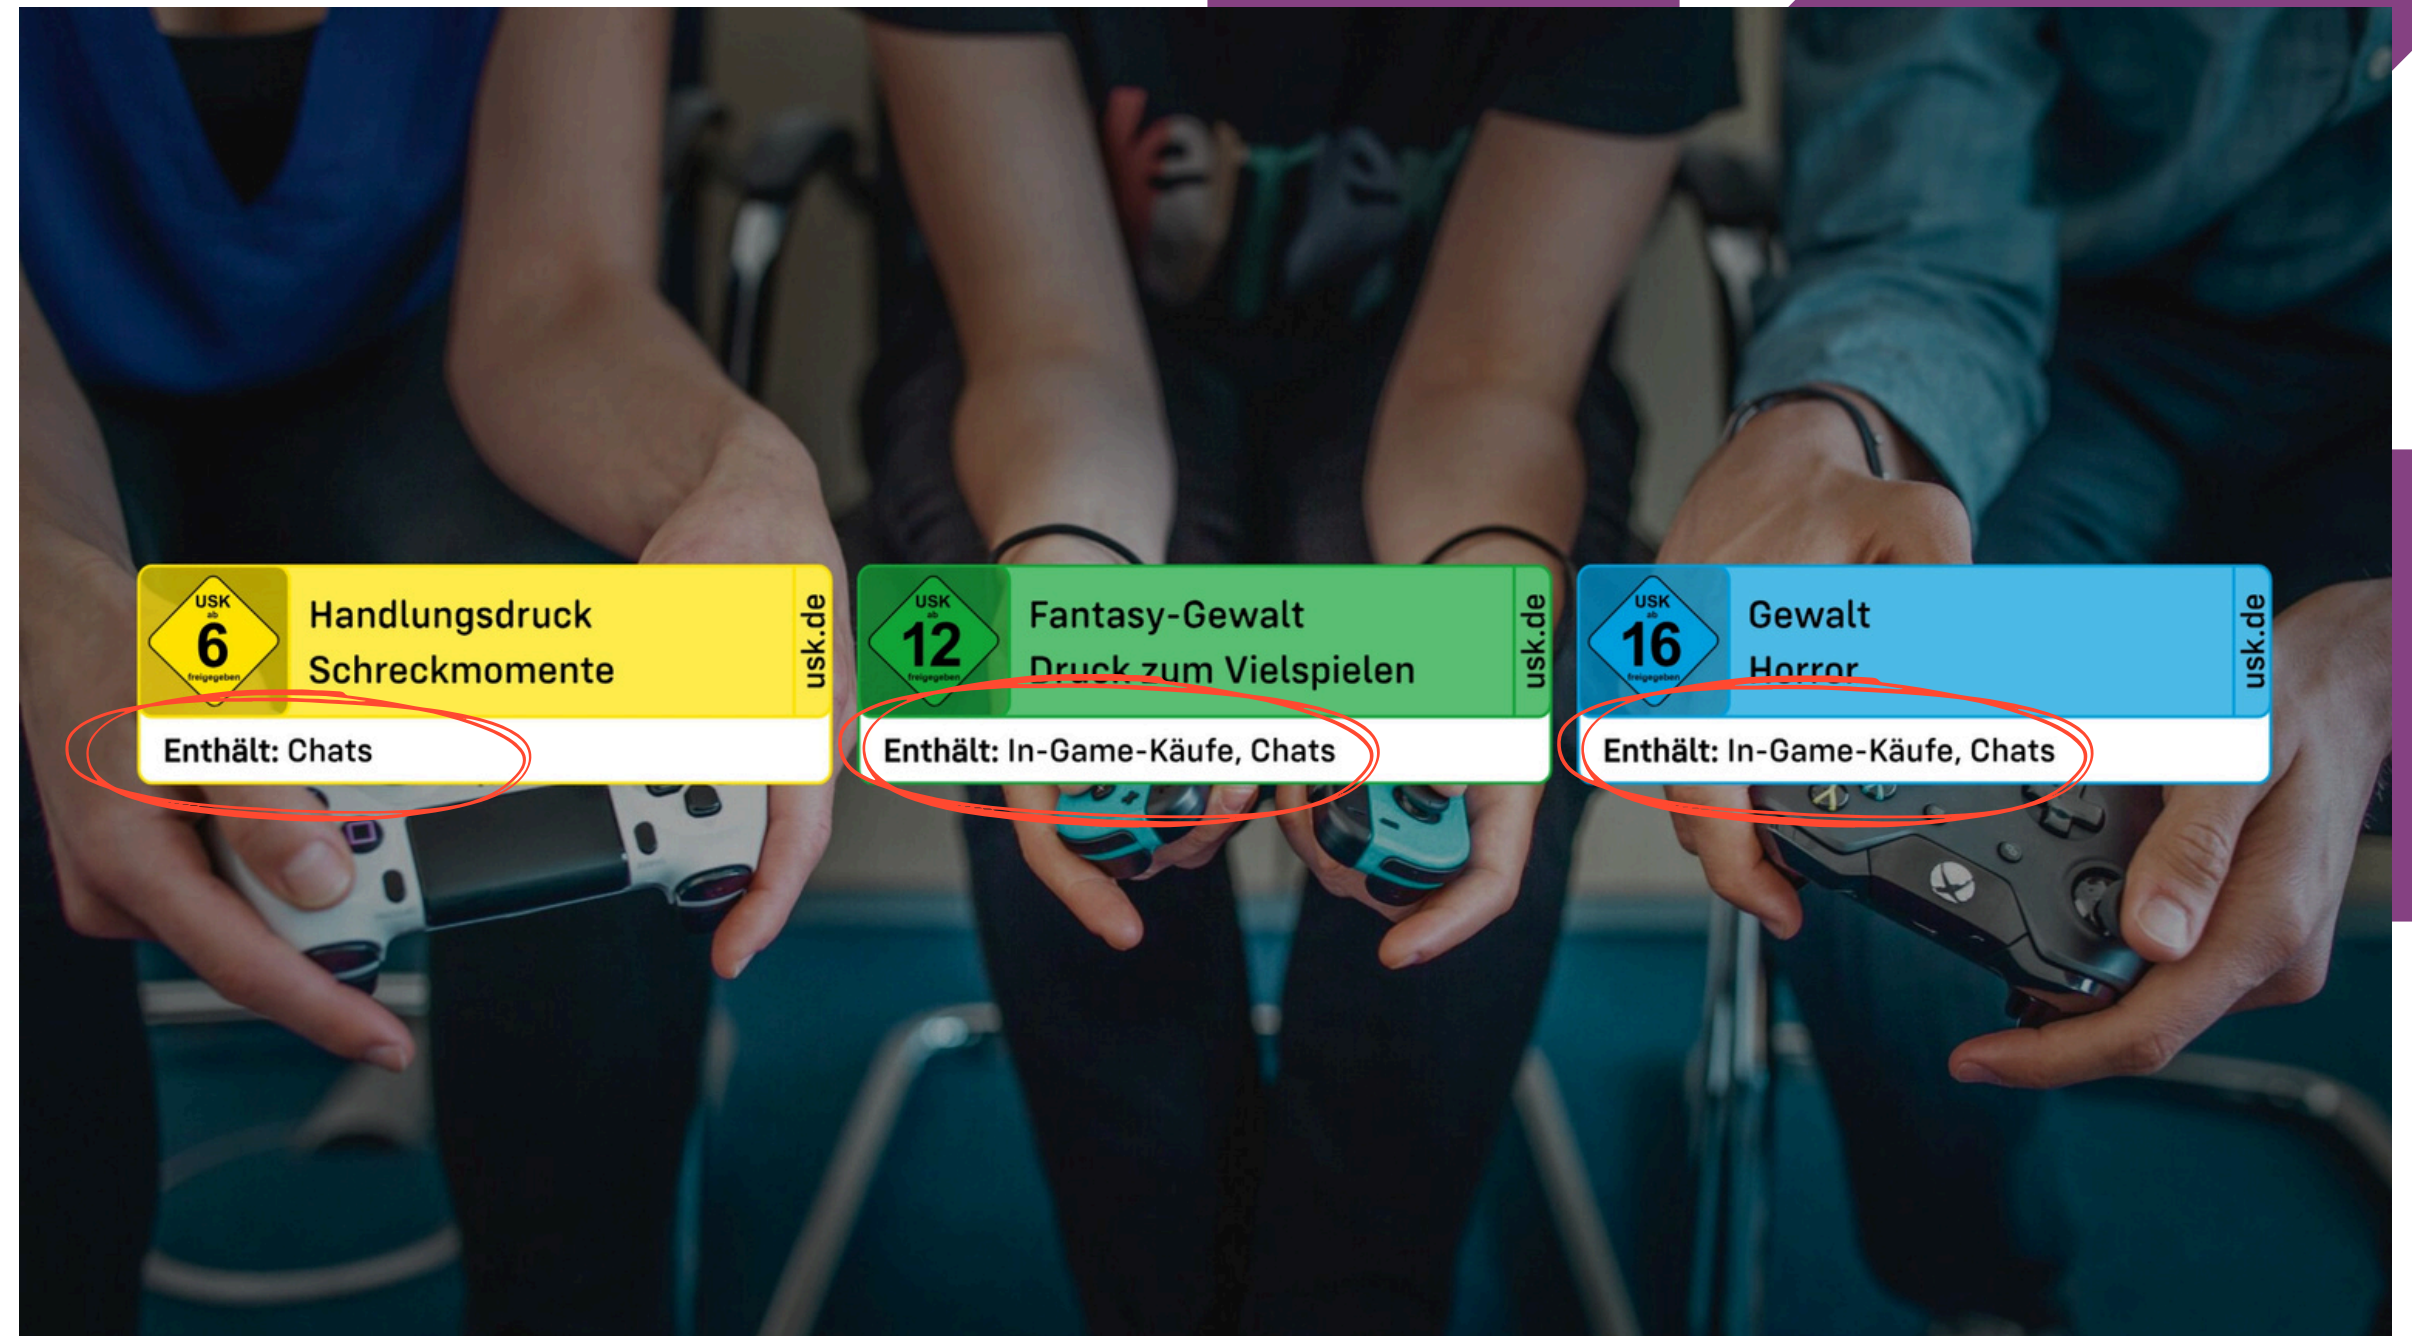 USK
ab
6
freigegeben
Handlungsdruck
Schreckmomente
usk.de
Enthält: Chats
USK
ab
12
freigegeben
Fantasy-Gewalt
Druck zum Vielspielen
usk.de
Enthält: In-Game-Käufe, Chats
USK
ab
16
freigegeben
Gewalt
Horror
usk.de
Enthält: In-Game-Käufe, Chats